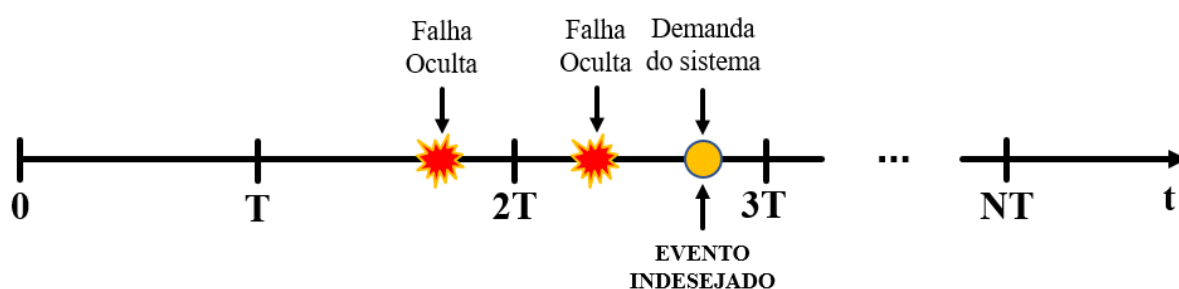 Falha
Oculta
Falha
Oculta
Demanda
do sistema
0
T
2T
3T
...
NT
t
EVENTO
INDESEJADO